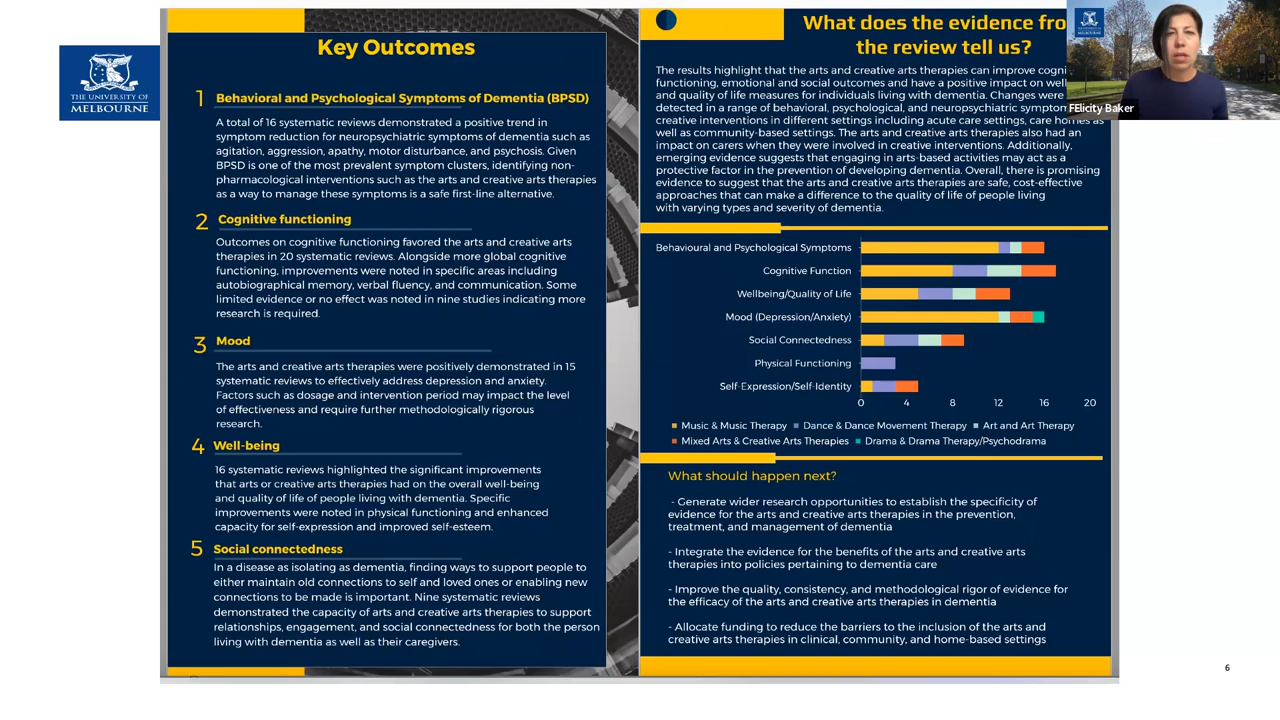 THE UNIVERSITY OF
MELBOURNE
Key Outcomes
1 Behavioral and Psychological Symptoms of Dementia (BPSD)
A total of 16 systematic reviews demonstrated a positive trend in
symptom reduction for neuropsychiatric symptoms of dementia such as
agitation, aggression, apathy, motor disturbance, and psychosis. Given
BPSD is one of the most prevalent symptom clusters, identifying non-
pharmacological interventions such as the arts and creative arts therapies
as a way to manage these symptoms is a safe first-line alternative.
2 Cognitive functioning
Outcomes on cognitive functioning favored the arts and creative arts
therapies in 20 systematic reviews. Alongside more global cognitive
functioning, improvements were noted in specific areas including
autobiographical memory, verbal fluency, and communication. Some
limited evidence or no effect was noted in nine studies indicating more
research is required.
3 Mood
The arts and creative arts therapies were positively demonstrated in 15
systematic reviews to effectively address depression and anxiety.
Factors such as dosage and intervention period may impact the level
of effectiveness and require further methodologically rigorous
research.
4 Well-being
16 systematic reviews highlighted the significant improvements
that arts or creative arts therapies had on the overall well-being
and quality of life of people living with dementia. Specific
improvements were noted in physical functioning and enhanced
capacity for self-expression and improved self-esteem.
5 Social connectedness
In a disease as isolating as dementia, finding ways to support people to
either maintain old connections to self and loved ones or enabling new
connections to be made is important. Nine systematic reviews
demonstrated the capacity of arts and creative arts therapies to support
relationships, engagement, and social connectedness for both the person
living with dementia as well as their caregivers.
What does the evidence fro
the review tell us?
The results highlight that the arts and creative arts therapies can improve cogni
functioning, emotional and social outcomes and have a positive impact on well
and quality of life measures for individuals living with dementia. Changes were
detected in a range of behavioral, psychological, and neuropsychiatric symptom
creative interventions in different settings including acute care settings, care homes as
well as community-based settings. The arts and creative arts therapies also had an
impact on carers when they were involved in creative interventions. Additionally,
emerging evidence suggests that engaging in arts-based activities may act as a
protective factor in the prevention of developing dementia. Overall, there is promising
evidence to suggest that the arts and creative arts therapies are safe, cost-effective
approaches that can make a difference to the quality of life of people living
with varying types and severity of dementia.
Behavioural and Psychological Symptoms
Cognitive Function
Wellbeing/Quality of Life
Mood (Depression/Anxiety)
Social Connectedness
Physical Functioning
Self-Expression/Self-Identity
0 4 8 12 16 20
Music & Music Therapy Dance & Dance Movement Therapy Art and Art Therapy
Mixed Arts & Creative Arts Therapies Drama & Drama Therapy/Psychodrama
What should happen next?
- Generate wider research opportunities to establish the specificity of
evidence for the arts and creative arts therapies in the prevention,
treatment, and management of dementia
- Integrate the evidence for the benefits of the arts and creative arts
therapies into policies pertaining to dementia care
- Improve the quality, consistency, and methodological rigor of evidence for
the efficacy of the arts and creative arts therapies in dementia
- Allocate funding to reduce the barriers to the inclusion of the arts and
creative arts therapies in clinical, community, and home-based settings
MELBOURNE
FElicity Baker
6